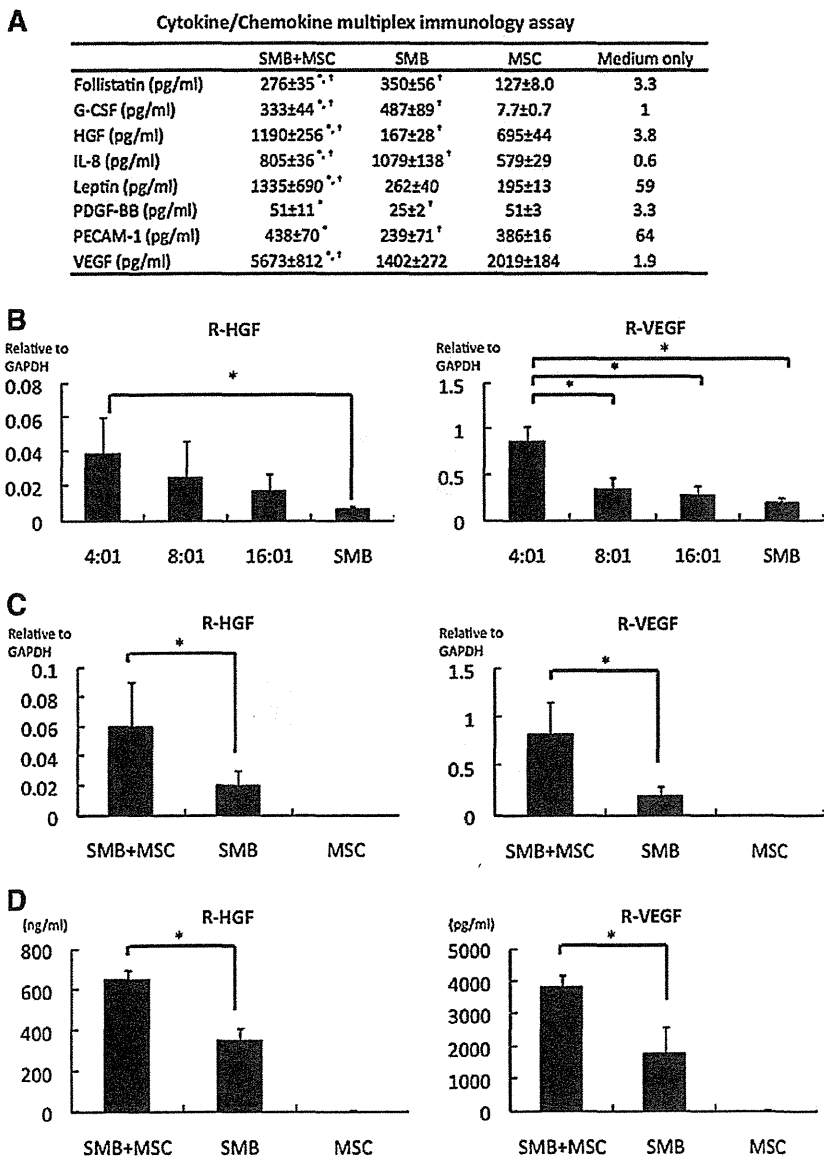 A
Cytokine/Chemokine multiplex immunology assay
SMB+MSC SMB MSC Medium only
Follistatin (pg/ml) 276±35 *,† 350±56 † 127±8.0 3.3
G-CSF (pg/ml) 333±44 *,† 487±89 † 7.7±0.7 1
HGF (pg/ml) 1190±256 *,† 167±28 † 695±44 3.8
IL-8 (pg/ml) 805±36 *,† 1079±138 † 579±29 0.6
Leptin (pg/ml) 1335±690 *,† 262±40 195±13 59
PDGF-BB (pg/ml) 51±11 * 25±2 † 51±3 3.3
PECAM-1 (pg/ml) 438±70 * 239±71 † 386±16 64
VEGF (pg/ml) 5673±812 *,† 1402±272 2019±184 1.9
B
R-HGF
Relative to
GAPDH
0.08
0.06
0.04
0.02
0
*
4:01 8:01 16:01 SMB
R-VEGF
Relative to
GAPDH
1.5
1
0.5
0
*
*
*
4:01 8:01 16:01 SMB
C
R-HGF
Relative to
GAPDH
0.1
0.08
0.06
0.04
0.02
0
*
SMB+MSC SMB MSC
R-VEGF
Relative to
GAPDH
1.5
1
0.5
0
*
SMB+MSC SMB MSC
D
R-HGF
(ng/ml)
800
600
400
200
0
*
SMB+MSC SMB MSC
R-VEGF
(pg/ml)
5000
4000
3000
2000
1000
0
*
SMB+MSC SMB MSC